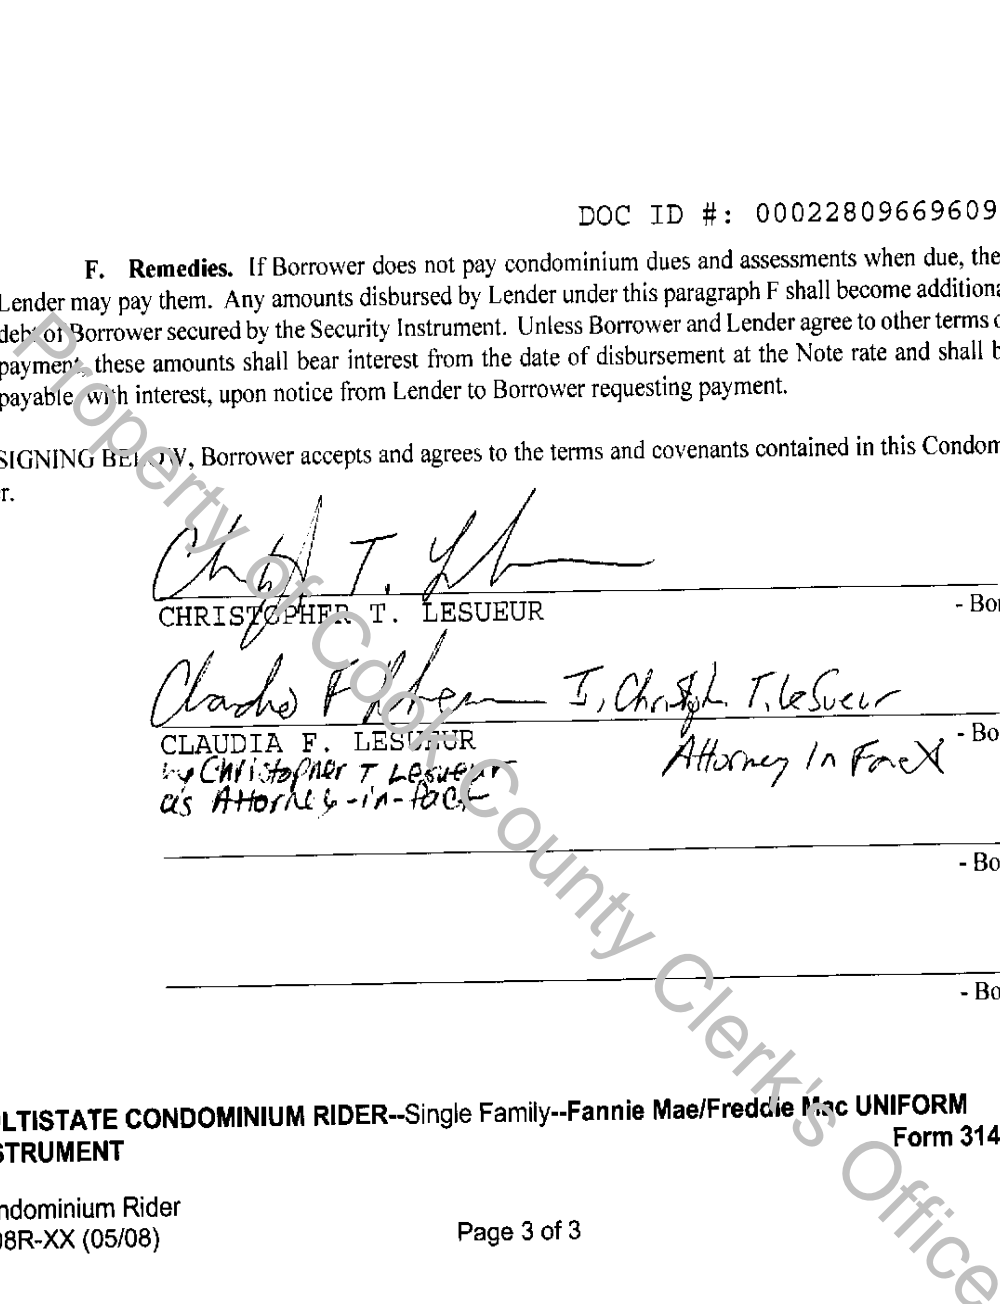 DOC ID #: 00022809669609
F. Remedies. If Borrower does not pay condominium dues and assessments when due, the
Lender may pay them. Any amounts disbursed by Lender under this paragraph F shall become additiona
debt of Borrower secured by the Security Instrument. Unless Borrower and Lender agree to other terms o
payment, these amounts shall bear interest from the date of disbursement at the Note rate and shall b
payable, with interest, upon notice from Lender to Borrower requesting payment.
SIGNING BELOW, Borrower accepts and agrees to the terms and covenants contained in this Condom
r.
CHRISTOPHER T. LESUEUR
- Bor
Claudia F I, Christoph T. LeSueur
CLAUDIA F. LESUEUR
- Bo
by Christopher T Lesueur
Attorney In Fact
as Attorney-in-fact
- Bo
- Bo
LTISTATE CONDOMINIUM RIDER--Single Family--Fannie Mae/Freddie Mac UNIFORM
STRUMENT
Form 314
ndominium Rider
08R-XX (05/08)
Page 3 of 3
Property of Cook County Clerk's Office